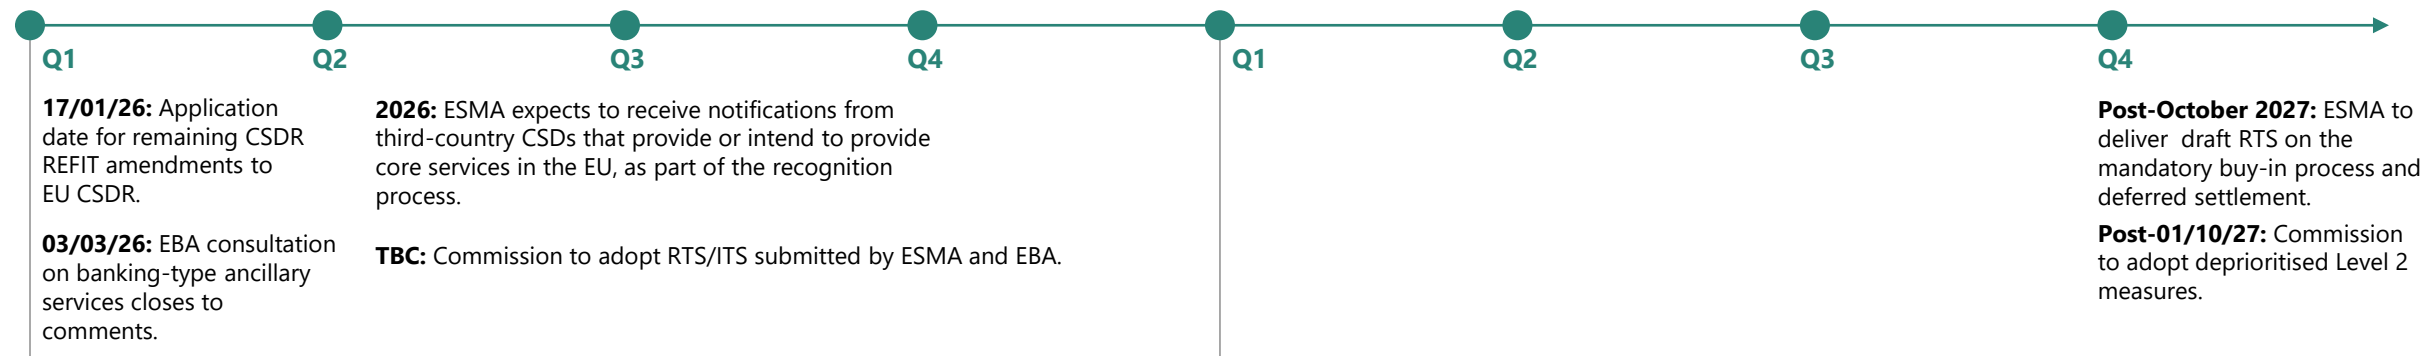 Q1
Q2
Q3
Q4
Q1
Q2
Q3
Q4
17/01/26: Application
date for remaining CSDR
REFIT amendments to
EU CSDR.
03/03/26: EBA consultation
on banking-type ancillary
services closes to
comments.
2026: ESMA expects to receive notifications from
third-country CSDs that provide or intend to provide
core services in the EU, as part of the recognition
process.
TBC: Commission to adopt RTS/ITS submitted by ESMA and EBA.
Post-October 2027: ESMA to
deliver draft RTS on the
mandatory buy-in process and
deferred settlement.
Post-01/10/27: Commission
to adopt deprioritised Level 2
measures.